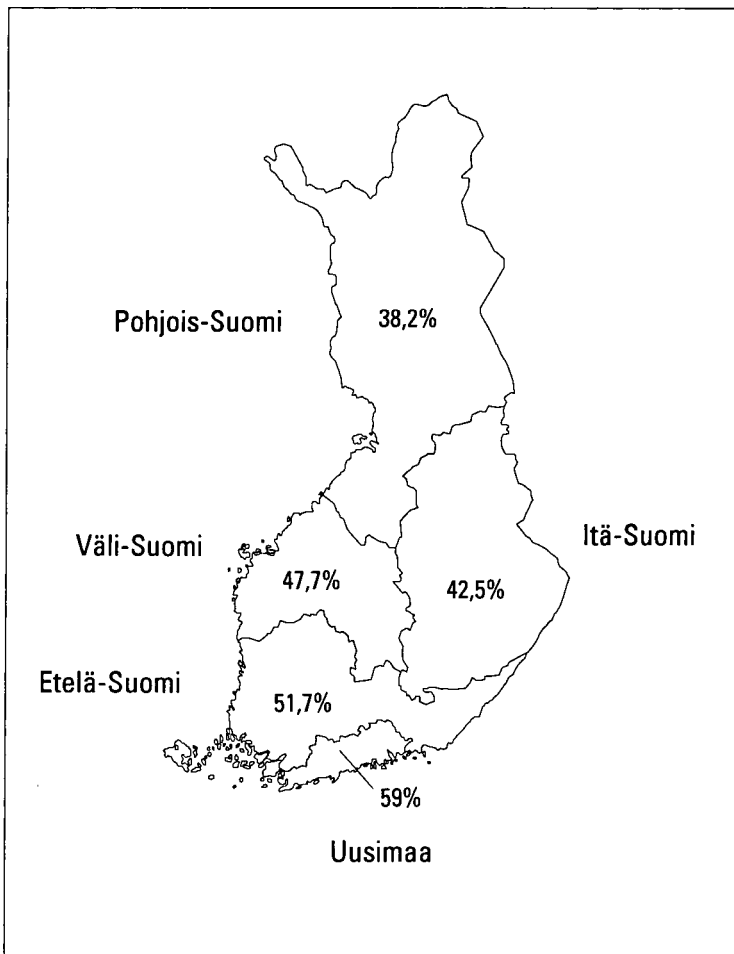 Pohjois-Suomi
38,2%
Väli-Suomi
Itä-Suomi
47,7%
42,5%
Etelä-Suomi
51,7%
59%
Uusimaa